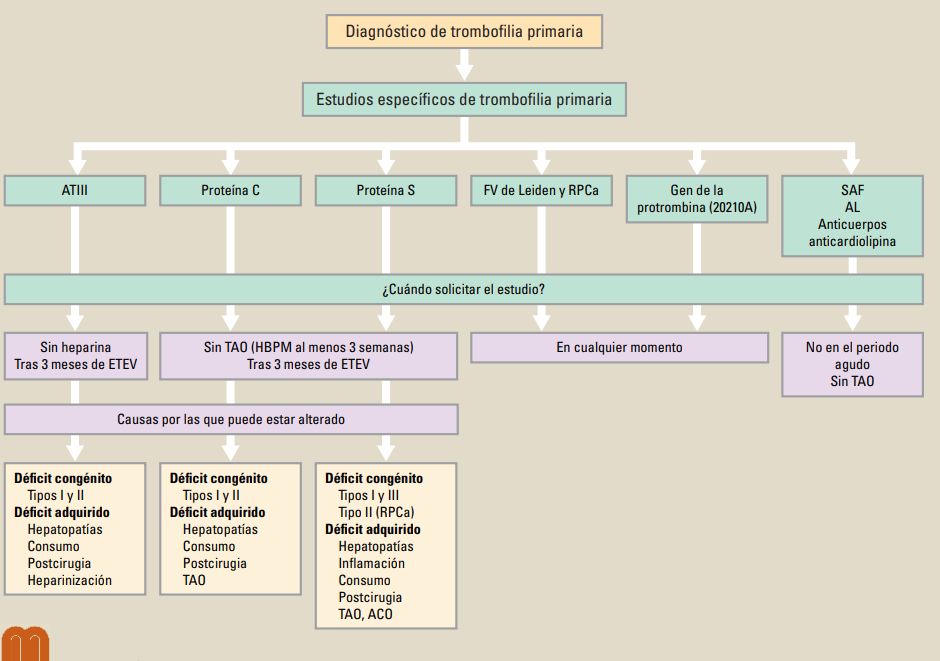 Diagnóstico de trombofilia primaria
Estudios específicos de trombofilia primaria
ATIII
Proteína C
Proteína S
FV de Leiden y RPCa
Gen de la
protrombina (20210A)
SAF
AL
Anticuerpos
anticardiolipina
¿Cuándo solicitar el estudio?
Sin heparina
Tras 3 meses de ETEV
Sin TAO (HBPM al menos 3 semanas)
Tras 3 meses de ETEV
En cualquier momento
No en el periodo
agudo
Sin TAO
Causas por las que puede estar alterado
Déficit congénito
Tipos I y II
Déficit adquirido
Hepatopatías
Consumo
Postcirugia
Heparinización
Déficit congénito
Tipos I y II
Déficit adquirido
Hepatopatías
Consumo
Postcirugia
TAO
Déficit congénito
Tipos I y III
Tipo II (RPCa)
Déficit adquirido
Hepatopatías
Inflamación
Consumo
Postcirugia
TAO, ACO